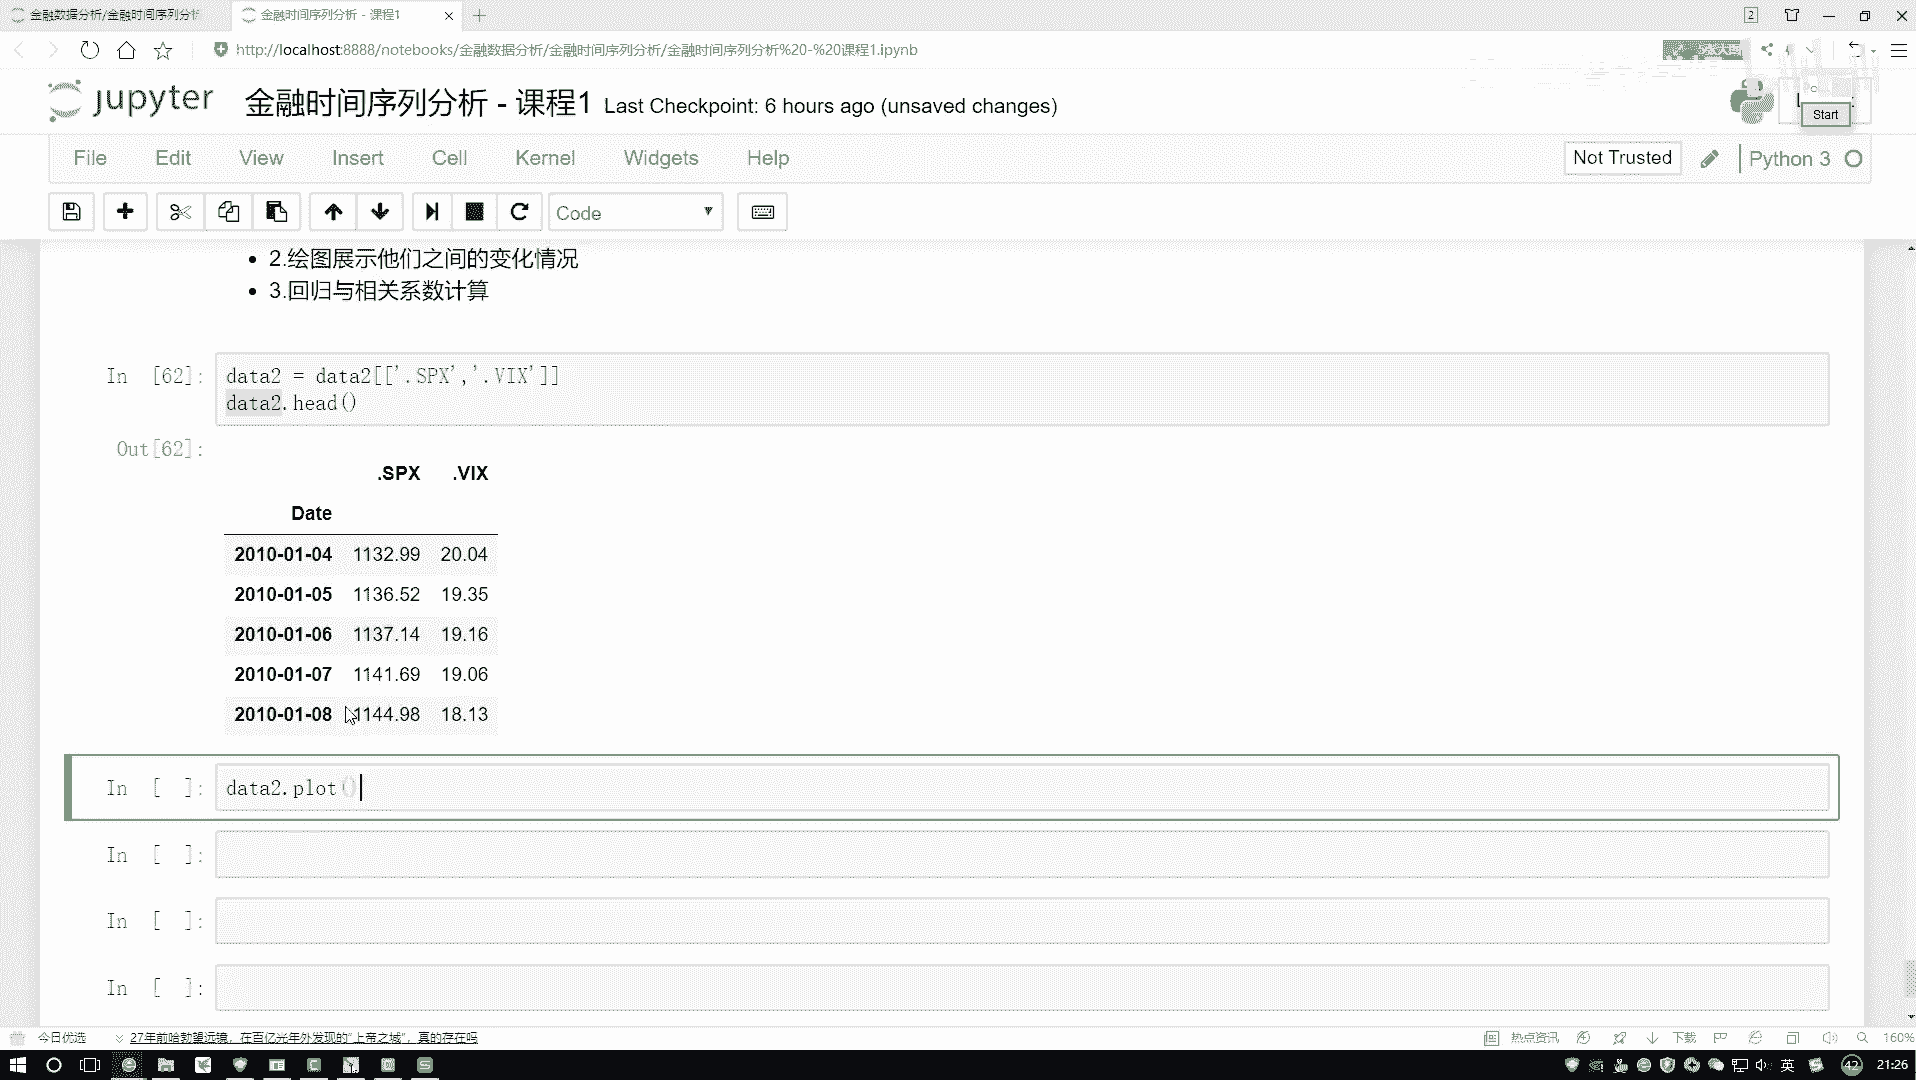 金融数据分析/金融时间序列分析
金融时间序列分析 - 课程1
2
http://localhost:8888/notebooks/金融数据分析/金融时间序列分析/金融时间序列分析%20-%20课程1.ipynb
jupyter 金融时间序列分析 - 课程1 Last Checkpoint: 6 hours ago (unsaved changes)
Start
File Edit View Insert Cell Kernel Widgets Help Not Trusted Python 3
Code
2.绘图展示他们之间的变化情况
3.回归与相关系数计算
In [62]: data2 = data2[['.SPX','.VIX']]
data2.head()
Out[62]:
.SPX .VIX
Date
2010-01-04 1132.99 20.04
2010-01-05 1136.52 19.35
2010-01-06 1137.14 19.16
2010-01-07 1141.69 19.06
2010-01-08 1144.98 18.13
In [ ]: data2.plot()
In [ ]:
In [ ]:
In [ ]:
今日优选 27年前哈勃望远镜，在百亿光年外发现的"上帝之城"，真的存在吗 热点资讯 下载 160%
英 42 21:26